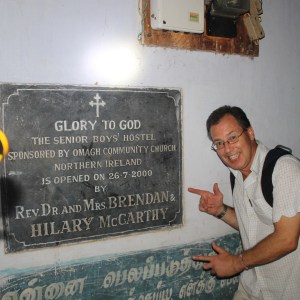 GLORY TO GOD
THE SENIOR BOYS' HOSTEL
SPONSORED BY OMAGH COMMUNITY CHURCH
NORTHERN IRELAND
IS OPENED ON 26-7-2000
BY
REV. DR AND MRS BRENDAN &
HILARY MCCARTHY